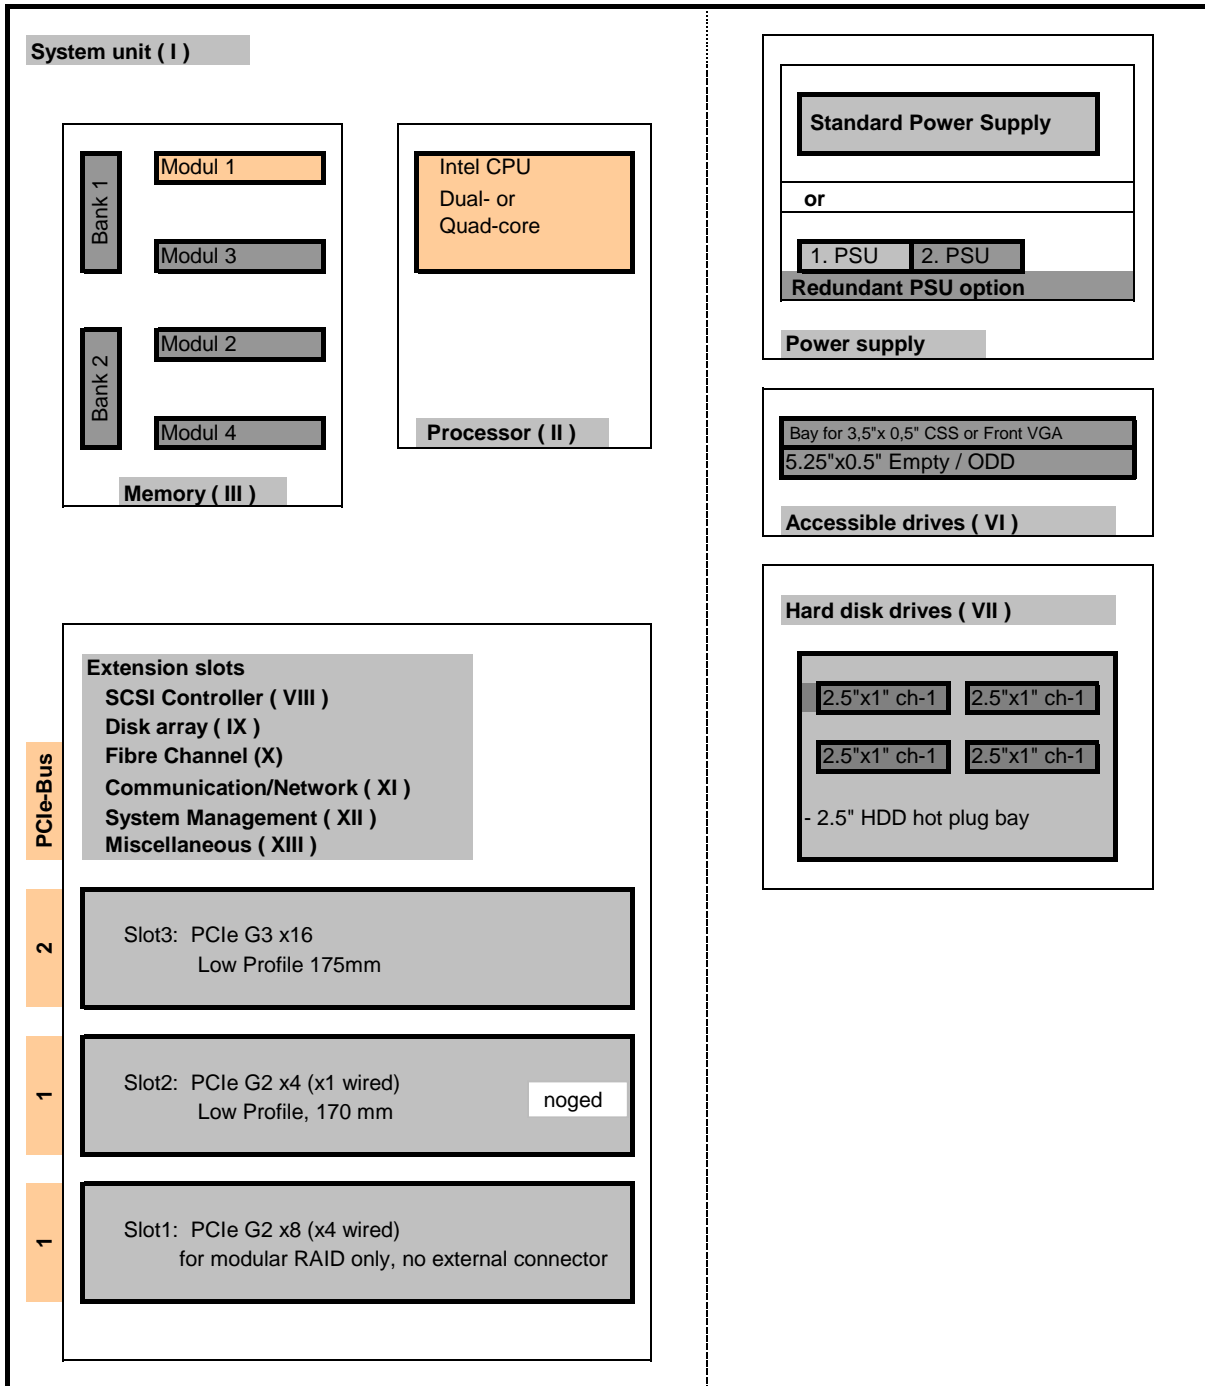 System unit ( I )
Bank 1
Modul 1
Modul 3
Bank 2
Modul 2
Modul 4
Memory ( III )
Intel CPU
Dual- or
Quad-core
Processor ( II )
Extension slots
SCSI Controller ( VIII )
Disk array ( IX )
Fibre Channel (X)
Communication/Network ( XI )
System Management ( XII )
Miscellaneous ( XIII )
PCIe-Bus
2
Slot3: PCIe G3 x16
Low Profile 175mm
1
Slot2: PCIe G2 x4 (x1 wired)
Low Profile, 170 mm
noged
1
Slot1: PCIe G2 x8 (x4 wired)
for modular RAID only, no external connector
Standard Power Supply
or
1. PSU 2. PSU
Redundant PSU option
Power supply
Bay for 3,5"x 0,5" CSS or Front VGA
5.25"x0.5" Empty / ODD
Accessible drives ( VI )
Hard disk drives ( VII )
2.5"x1" ch-1 2.5"x1" ch-1
2.5"x1" ch-1 2.5"x1" ch-1
- 2.5" HDD hot plug bay